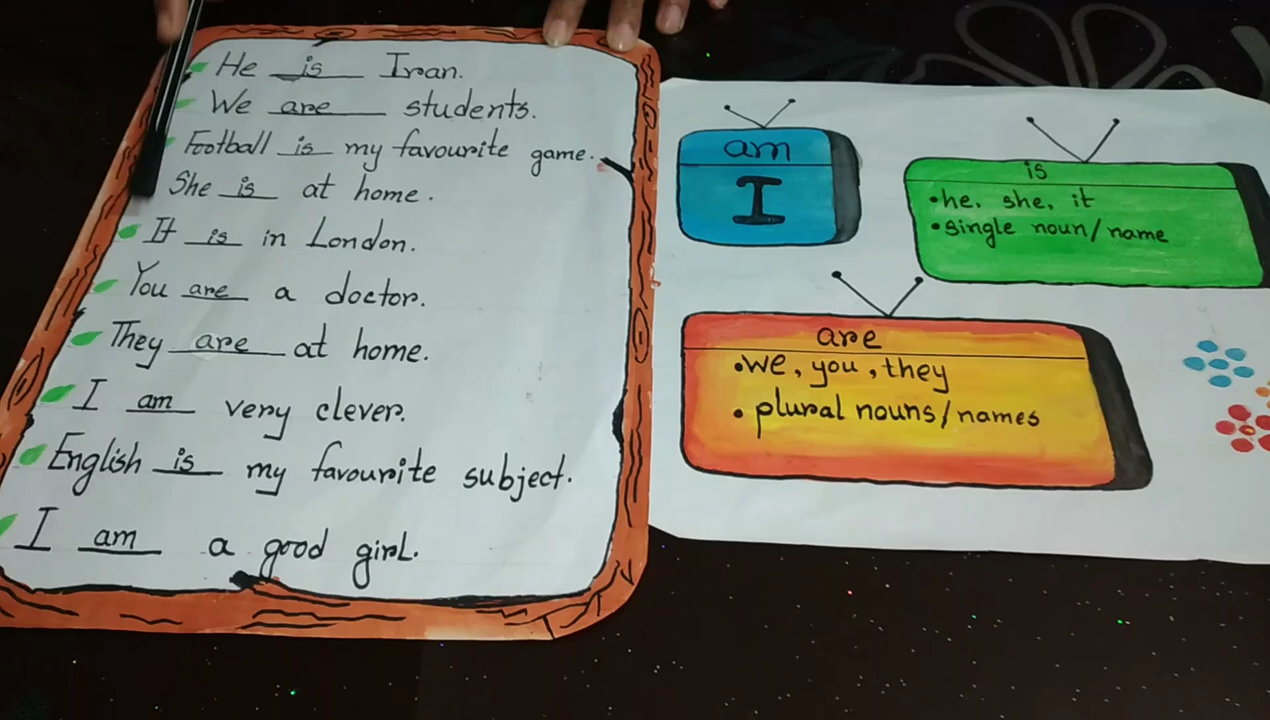 He is Iran.
We are students.
Football is my favourite game.
She is at home.
It is in London.
You are a doctor.
They are at home.
I am very clever.
English is my favourite subject.
I am a good girl.
am
I
is
•he, she, it
•single noun/name
are
•we, you, they
• plural nouns/names